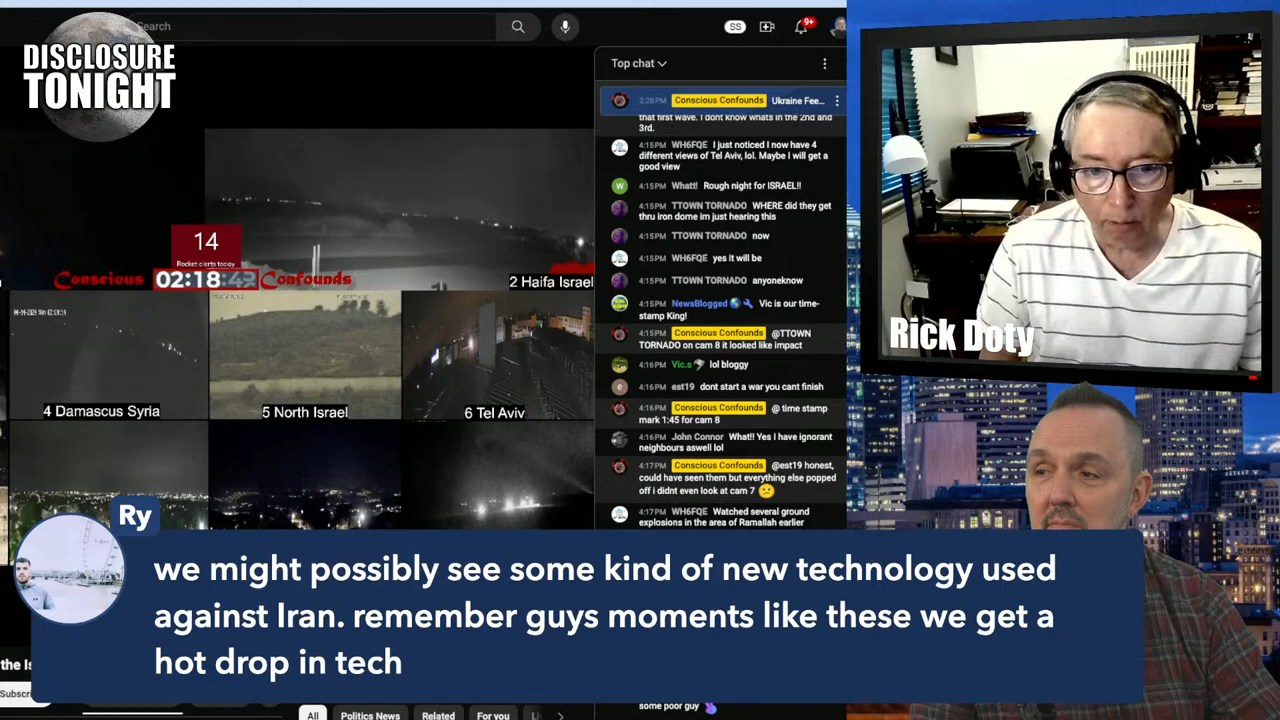 DISCLOSURE
TONIGHT
Search
SS
9+
Top chat
2:28PM Conscious Confounds Ukraine Fee...
that first wave. I dont know whats in the 2nd and
3rd.
4:15PM WH6FQE I just noticed I now have 4
different views of Tel Aviv, lol. Maybe I will get a
good view
W
4:15PM Whatt! Rough night for ISRAEL!!
4:15PM TTOWN TORNADO WHERE did they get
thru iron dome im just hearing this
4:15PM TTOWN TORNADO now
4:15PM WH6FQE yes it will be
4:15PM TTOWN TORNADO anyoneknow
4:15PM NewsBlogged 🌎 🔧 Vic is our time-
stamp King!
4:15PM Conscious Confounds @TTOWN
TORNADO on cam 8 it looked like impact
4:16PM Vic.s lol bloggy
e
4:16PM est19 dont start a war you cant finish
4:16PM Conscious Confounds @ time stamp
mark 1:45 for cam 8
4:16PM John Connor What!! Yes I have ignorant
neighbours aswell lol
4:17PM Conscious Confounds @est19 honest,
could have seen them but everything else popped
off i didnt even look at cam 7 😕
4:17PM WH6FQE Watched several ground
explosions in the area of Ramallah earlier
some poor guy
14
Rocket alerts today
Conscious 02:18:42 Confounds
2 Haifa Israel
4 Damascus Syria
5 North Israel
6 Tel Aviv
Rick Doty
Ry
we might possibly see some kind of new technology used
against Iran. remember guys moments like these we get a
hot drop in tech
the Is
Subscri
All
Politics News
Related
For you